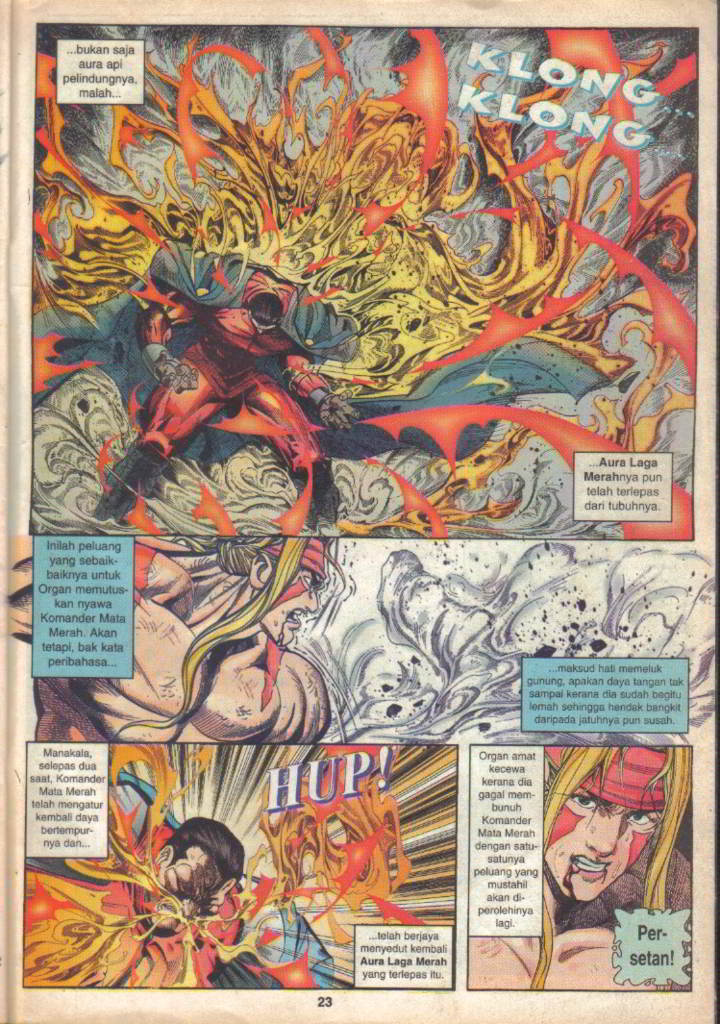 ...bukan saja
aura api
pelindungnya,
malah...
KLONG...
KLONG...
...Aura Laga
Merahnya pun
telah terlepas
dari tubuhnya.
Inilah peluang
yang sebaik-
baiknya untuk
Organ memutus-
kan nyawa
Komander Mata
Merah. Akan
tetapi, bak kata
peribahasa...
...maksud hati memeluk
gunung, apakan daya tangan tak
sampai kerana dia sudah begitu
lemah sehingga hendak bangkit
daripada jatuhnya pun susah.
Manakala,
selepas dua
saat, Komander
Mata Merah
telah mengatur
kembali daya
bertempur-
nya dan...
HUP!
...telah berjaya
menyedut kembali
Aura Laga Merah
yang terlepas itu.
Organ amat
kecewa
kerana dia
gagal mem-
bunuh
Komander
Mata Merah
dengan satu-
satunya
peluang yang
mustahil
akan di-
perolehinya
lagi.
Per-
setan!
23